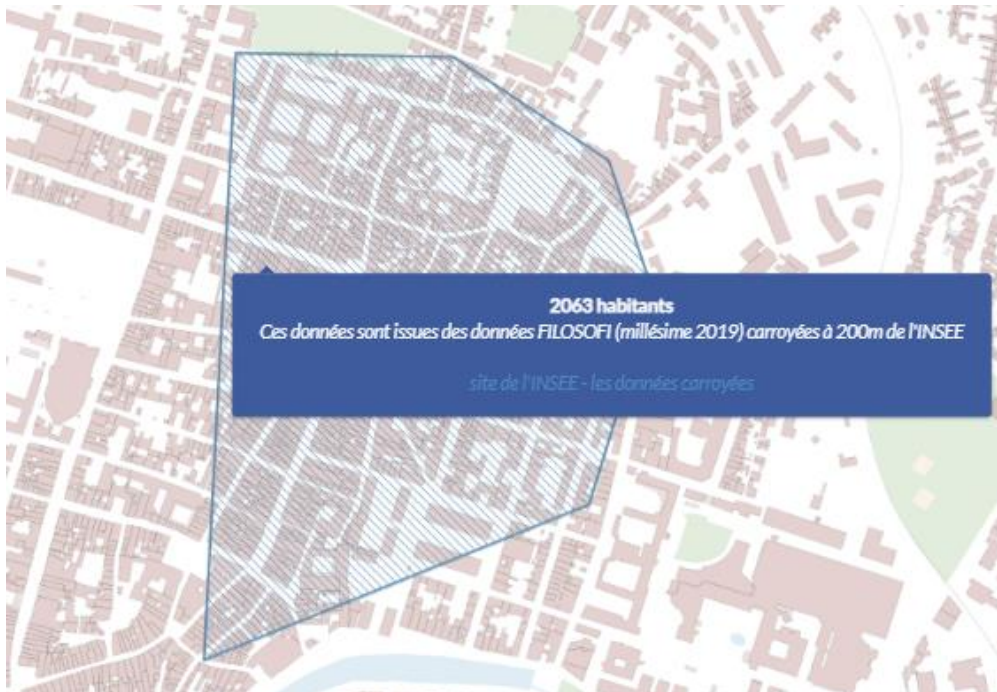 2063 habitants
Ces données sont issues des données FILOSOFI (millésime 2019) carroyées à 200m de l'INSEE
site de l'INSEE - les données carroyées